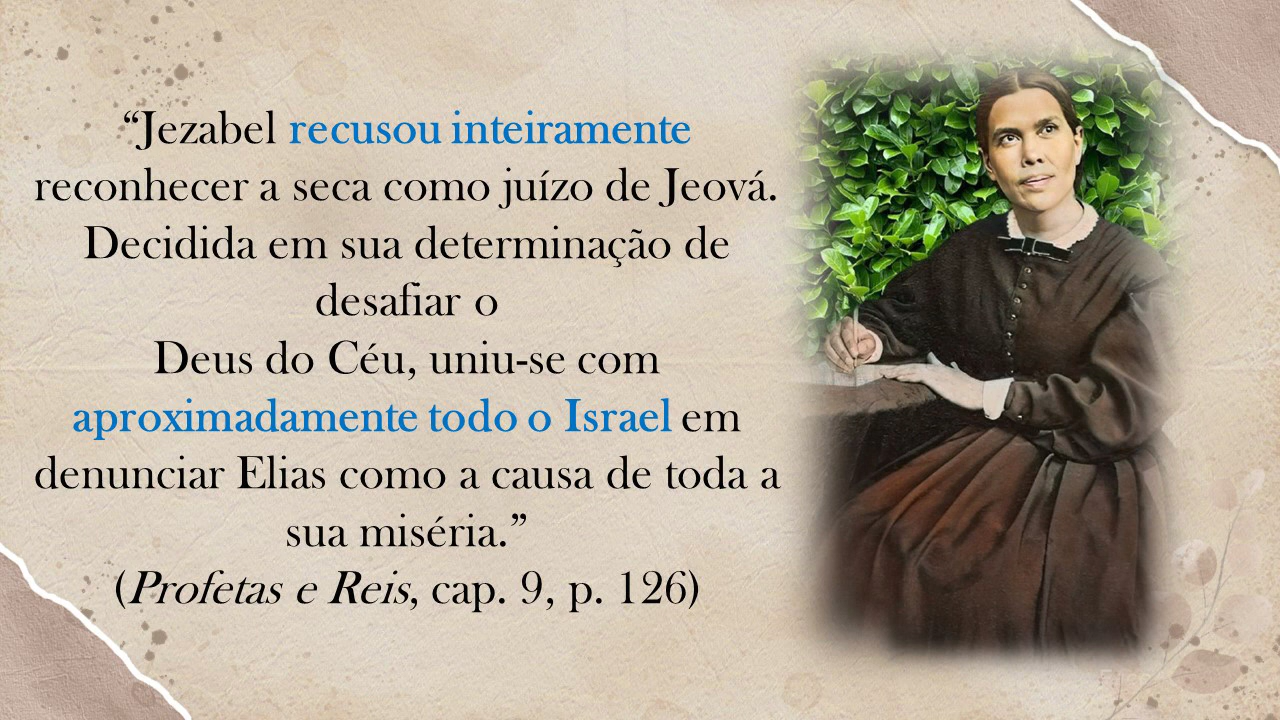 “Jezabel recusou inteiramente
reconhecer a seca como juízo de Jeová.
Decidida em sua determinação de
desafiar o
Deus do Céu, uniu-se com
aproximadamente todo o Israel em
denunciar Elias como a causa de toda a
sua miséria.”
(Profetas e Reis, cap. 9, p. 126)